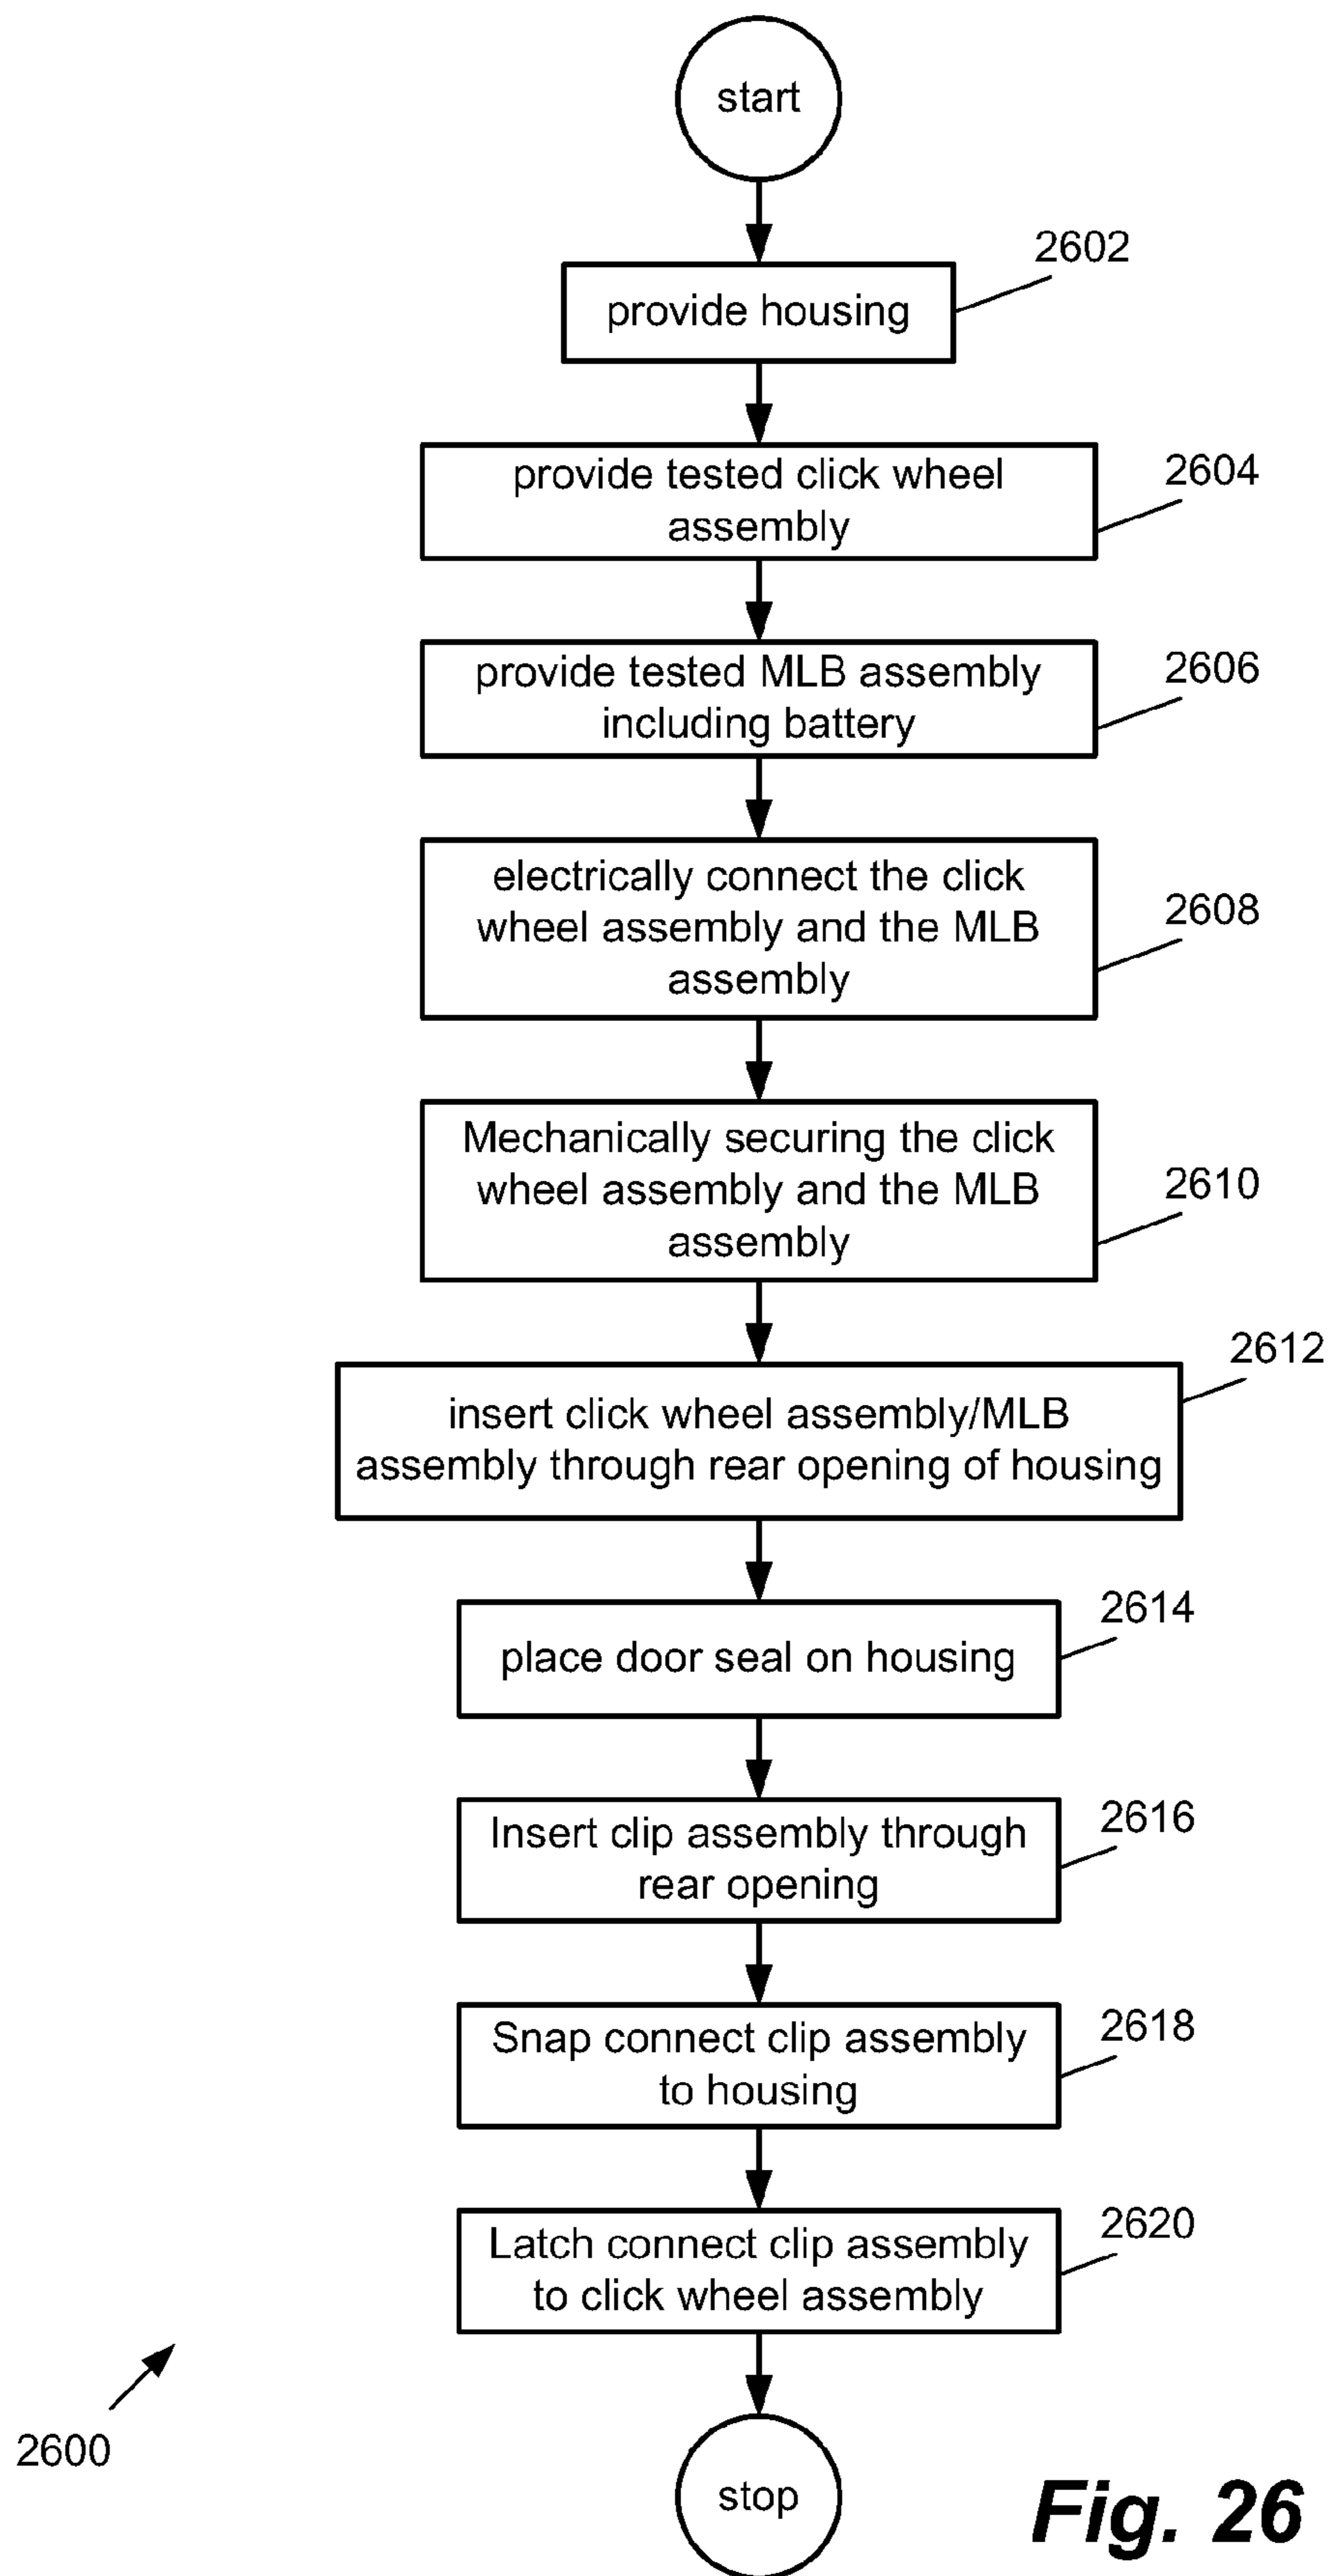 start
2602
provide housing
2604
provide tested click wheel
assembly
2606
provide tested MLB assembly
including battery
electrically connect the click
2608
wheel assembly and the MLB
assembly
Mechanically securing the click
2610
wheel assembly and the MLB
assembly
2612
insert click wheel assembly/MLB
assembly through rear opening of housing
2614
place door seal on housing
2616
Insert clip assembly through
rear opening
2618
Snap connect clip assembly
to housing
2620
Latch connect clip assembly
to click wheel assembly
2600
stop
Fig. 26